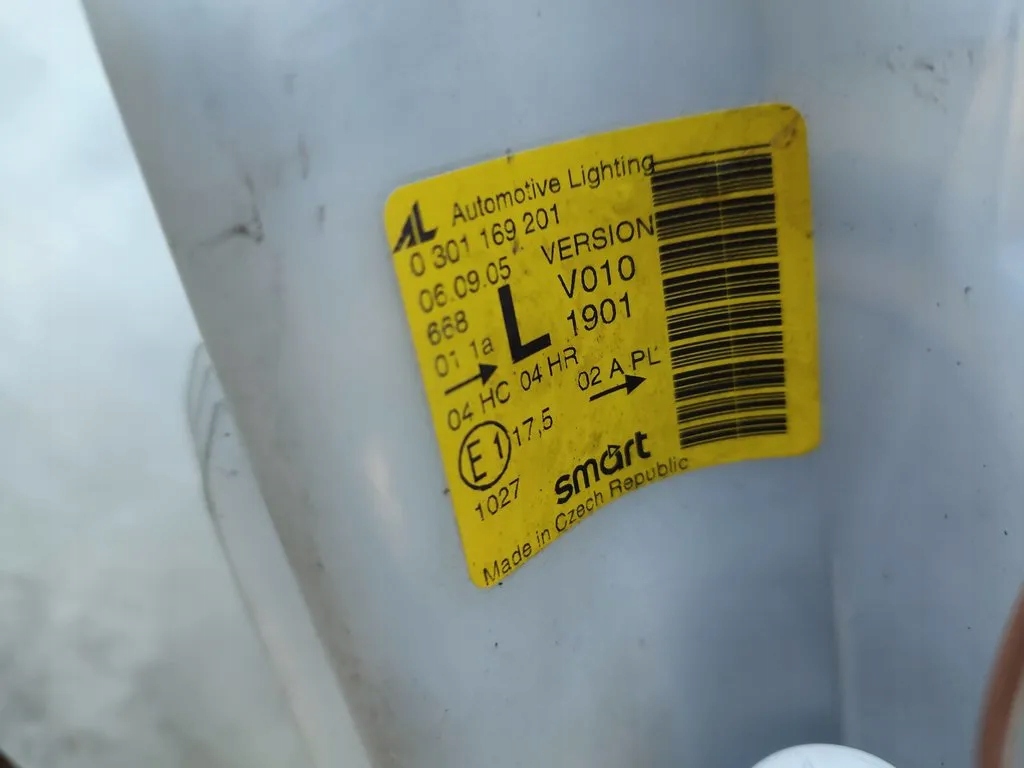 AL Automotive Lighting
0 301 169 201
06.09.05 VERSION
668 L V010
01 1a 1901
04 HC 04 HR 02 A PL
E1 17,5
1027 smart
Made in Czech Republic